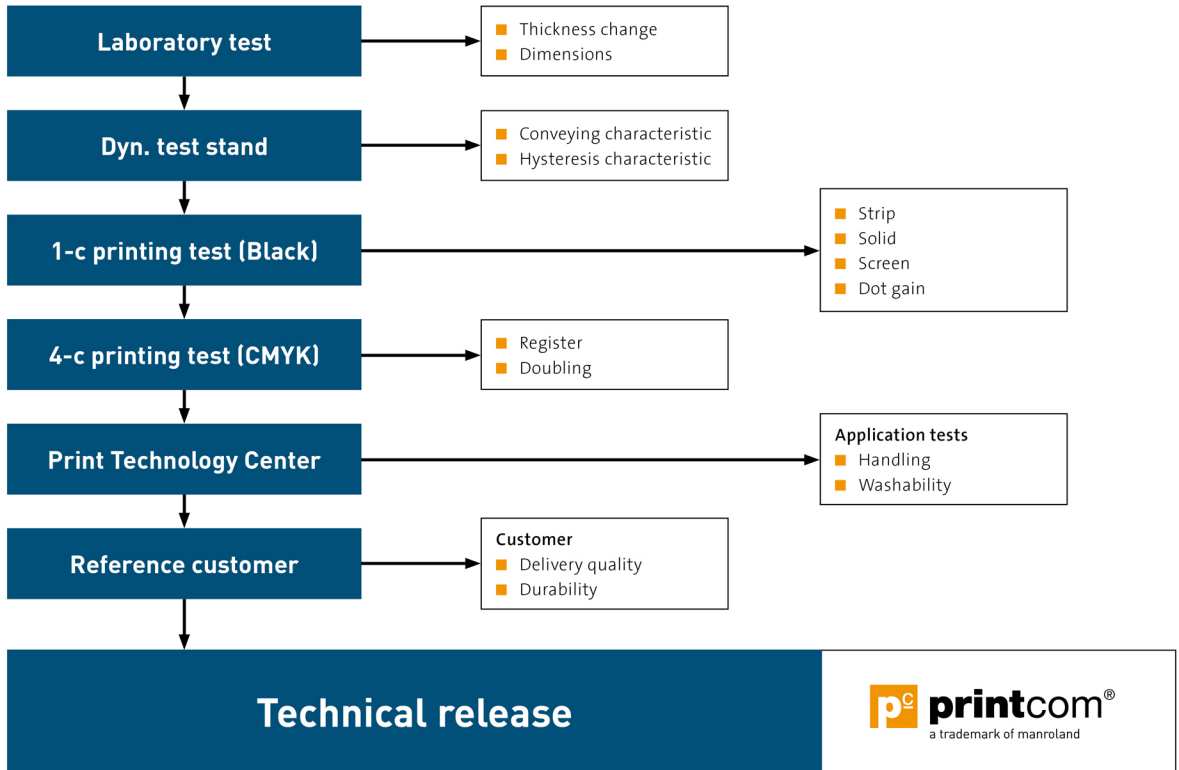 Laboratory test
Thickness change
Dimensions
Dyn. test stand
Conveying characteristic
Hysteresis characteristic
1-c printing test (Black)
Strip
Solid
Screen
Dot gain
4-c printing test (CMYK)
Register
Doubling
Print Technology Center
Application tests
Handling
Washability
Reference customer
Customer
Delivery quality
Durability
Technical release
pc printcom®
a trademark of manroland